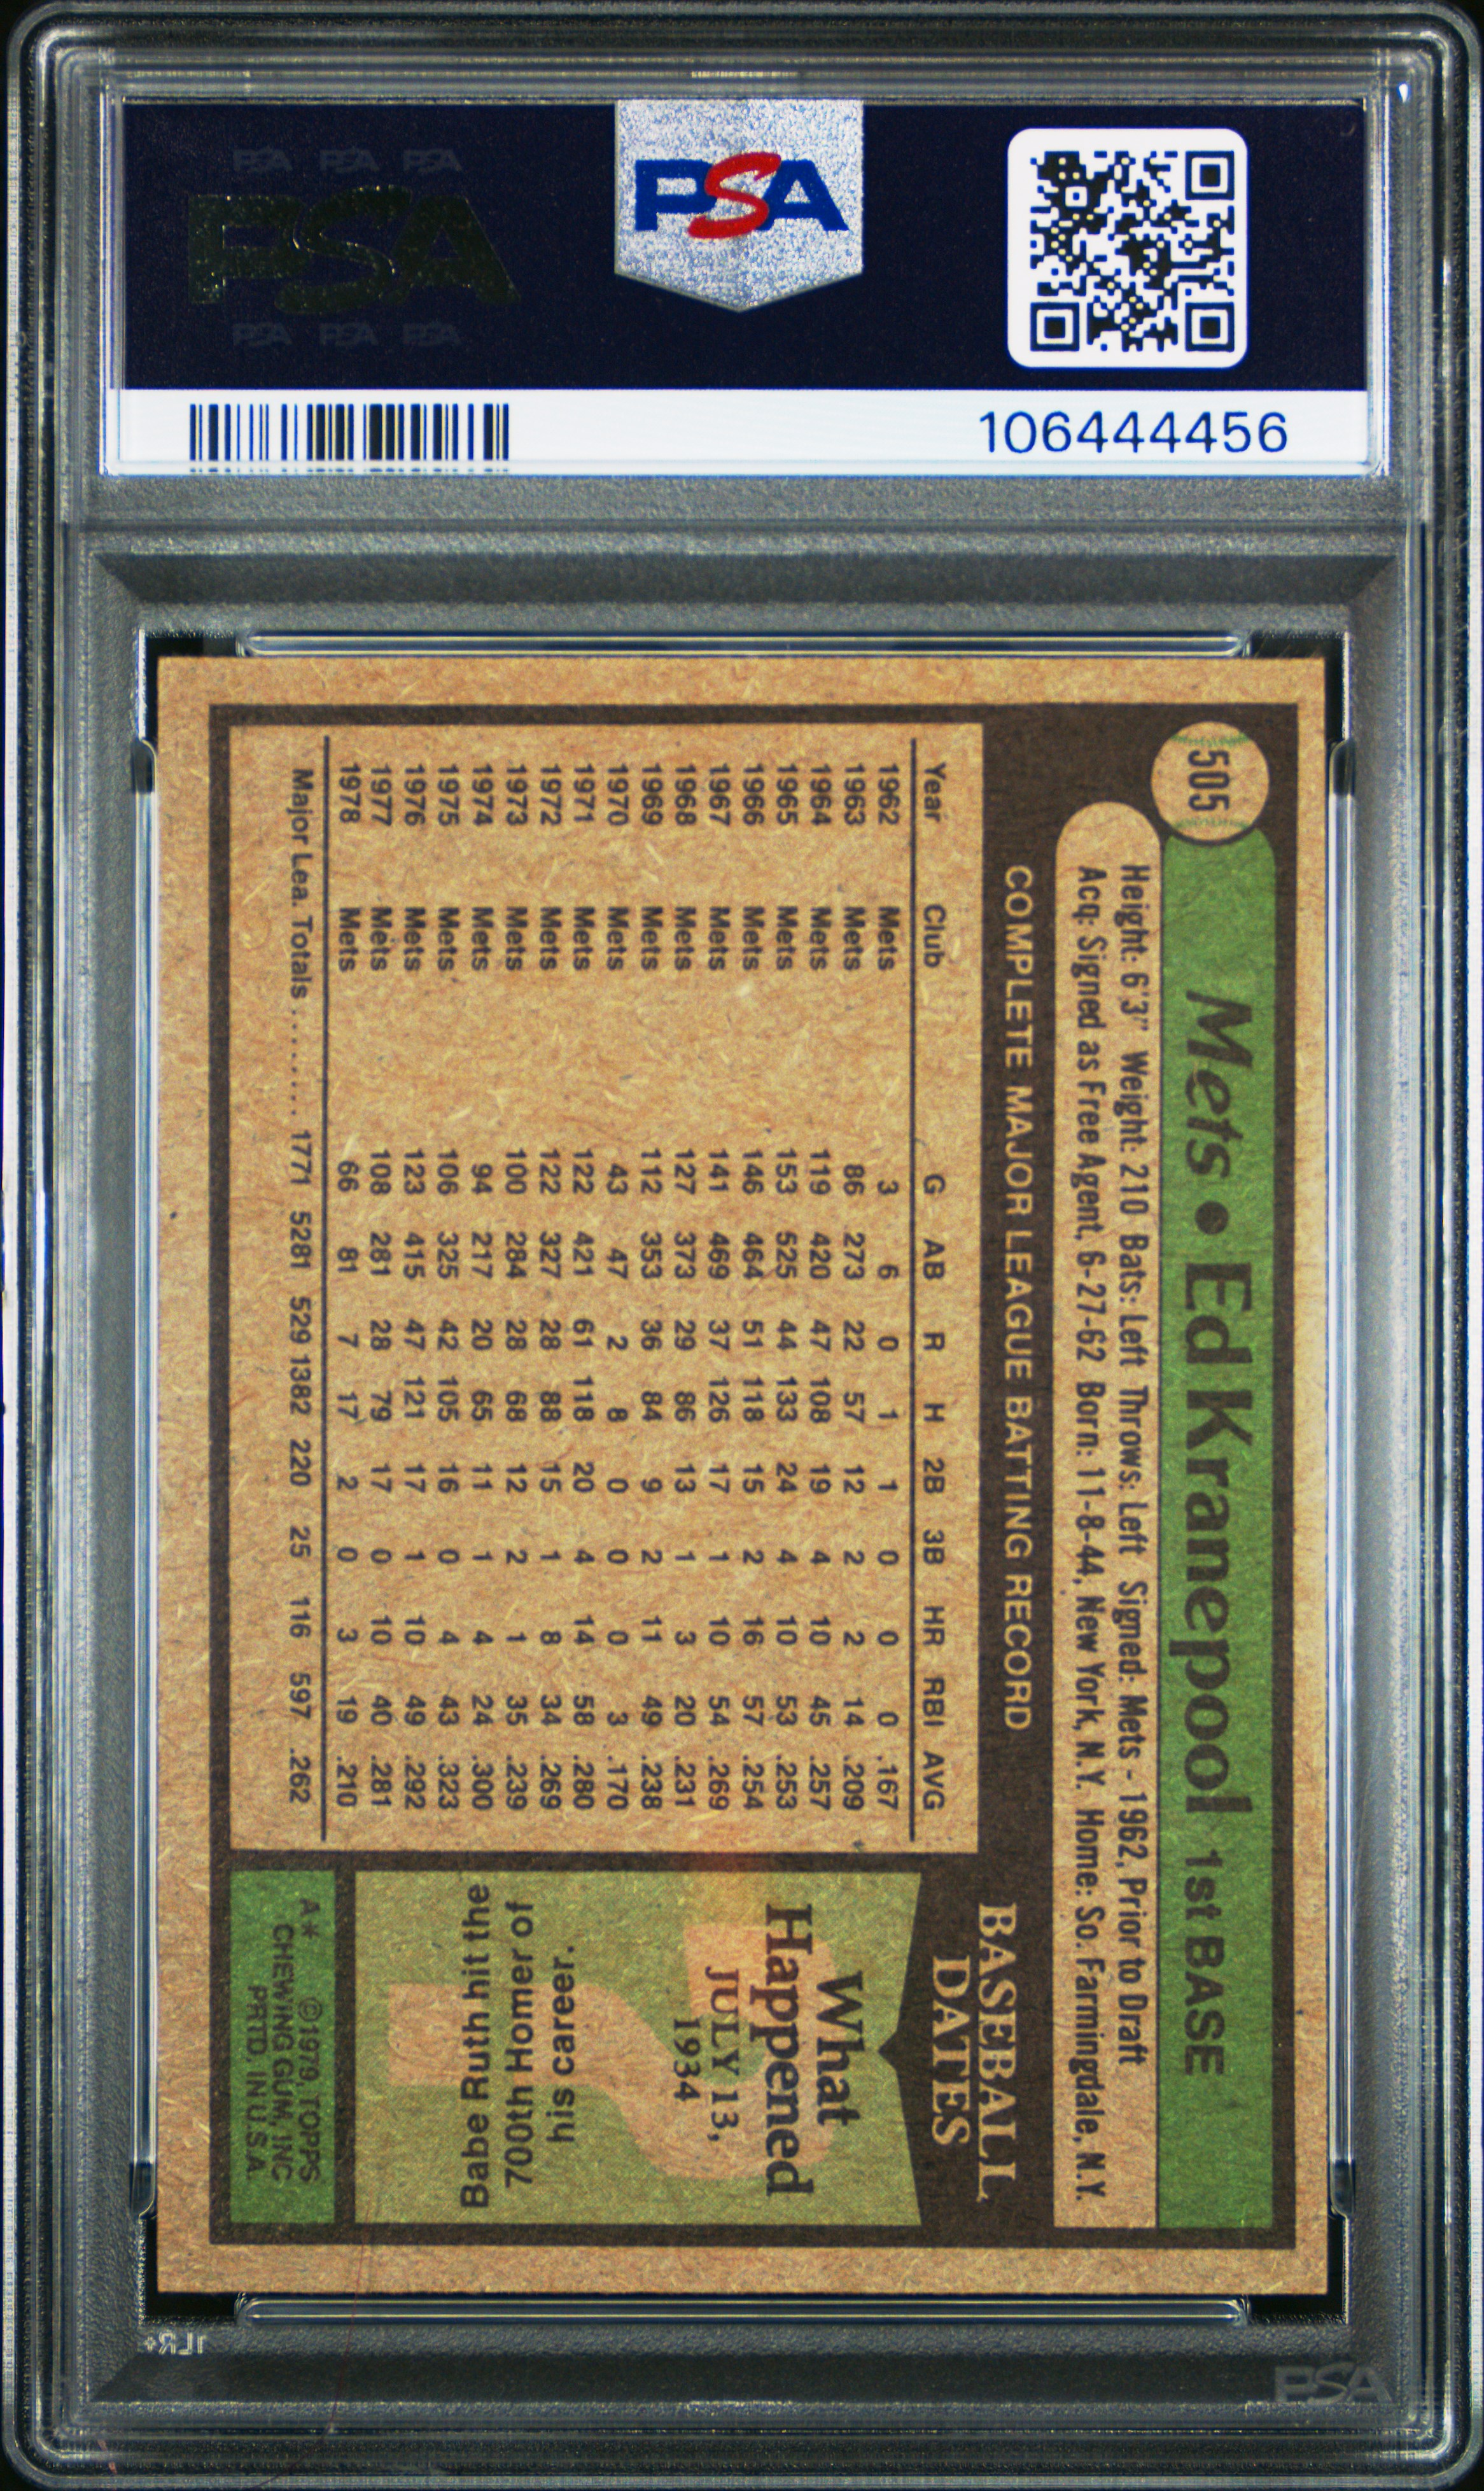 PSA PSA PSA
PSA
PSA PSA PSA
PSA
106444456
505
Mets • Ed Kranepool 1st BASE
Height: 6'3" Weight: 210 Bats: Left Throws: Left Signed: Mets - 1962, Prior to Draft
Acq: Signed as Free Agent, 6-27-62 Born: 11-8-44, New York, N.Y. Home: So. Farmingdale, N.Y.
COMPLETE MAJOR LEAGUE BATTING RECORD
Year Club G AB R H 2B 3B HR RBI AVG
1962 Mets 3 6 0 1 1 0 0 0 .167
1963 Mets 86 273 22 57 12 2 2 14 .209
1964 Mets 119 420 47 108 19 4 10 45 .257
1965 Mets 153 525 44 133 24 4 10 53 .253
1966 Mets 146 464 51 118 15 2 16 57 .254
1967 Mets 141 469 37 126 17 1 10 54 .269
1968 Mets 127 373 29 86 13 1 3 20 .231
1969 Mets 112 353 36 84 9 2 11 49 .238
1970 Mets 43 47 2 8 0 0 0 3 .170
1971 Mets 122 421 61 118 20 4 14 58 .280
1972 Mets 122 327 28 88 15 1 8 34 .269
1973 Mets 100 284 28 68 12 2 1 35 .239
1974 Mets 94 217 20 65 11 1 4 24 .300
1975 Mets 106 325 42 105 16 0 4 43 .323
1976 Mets 123 415 47 121 17 1 10 49 .292
1977 Mets 108 281 28 79 17 0 10 40 .281
1978 Mets 66 81 7 17 2 0 3 19 .210
Major Lea. Totals ........ 1771 5281 529 1382 220 25 116 597 .262
BASEBALL
DATES
What
Happened
JULY 13,
1934
Babe Ruth hit the
700th Homer of
his career.
A* ©1979, TOPPS
CHEWING GUM, INC.
PRTD. IN U.S.A.
1LR+
PSA